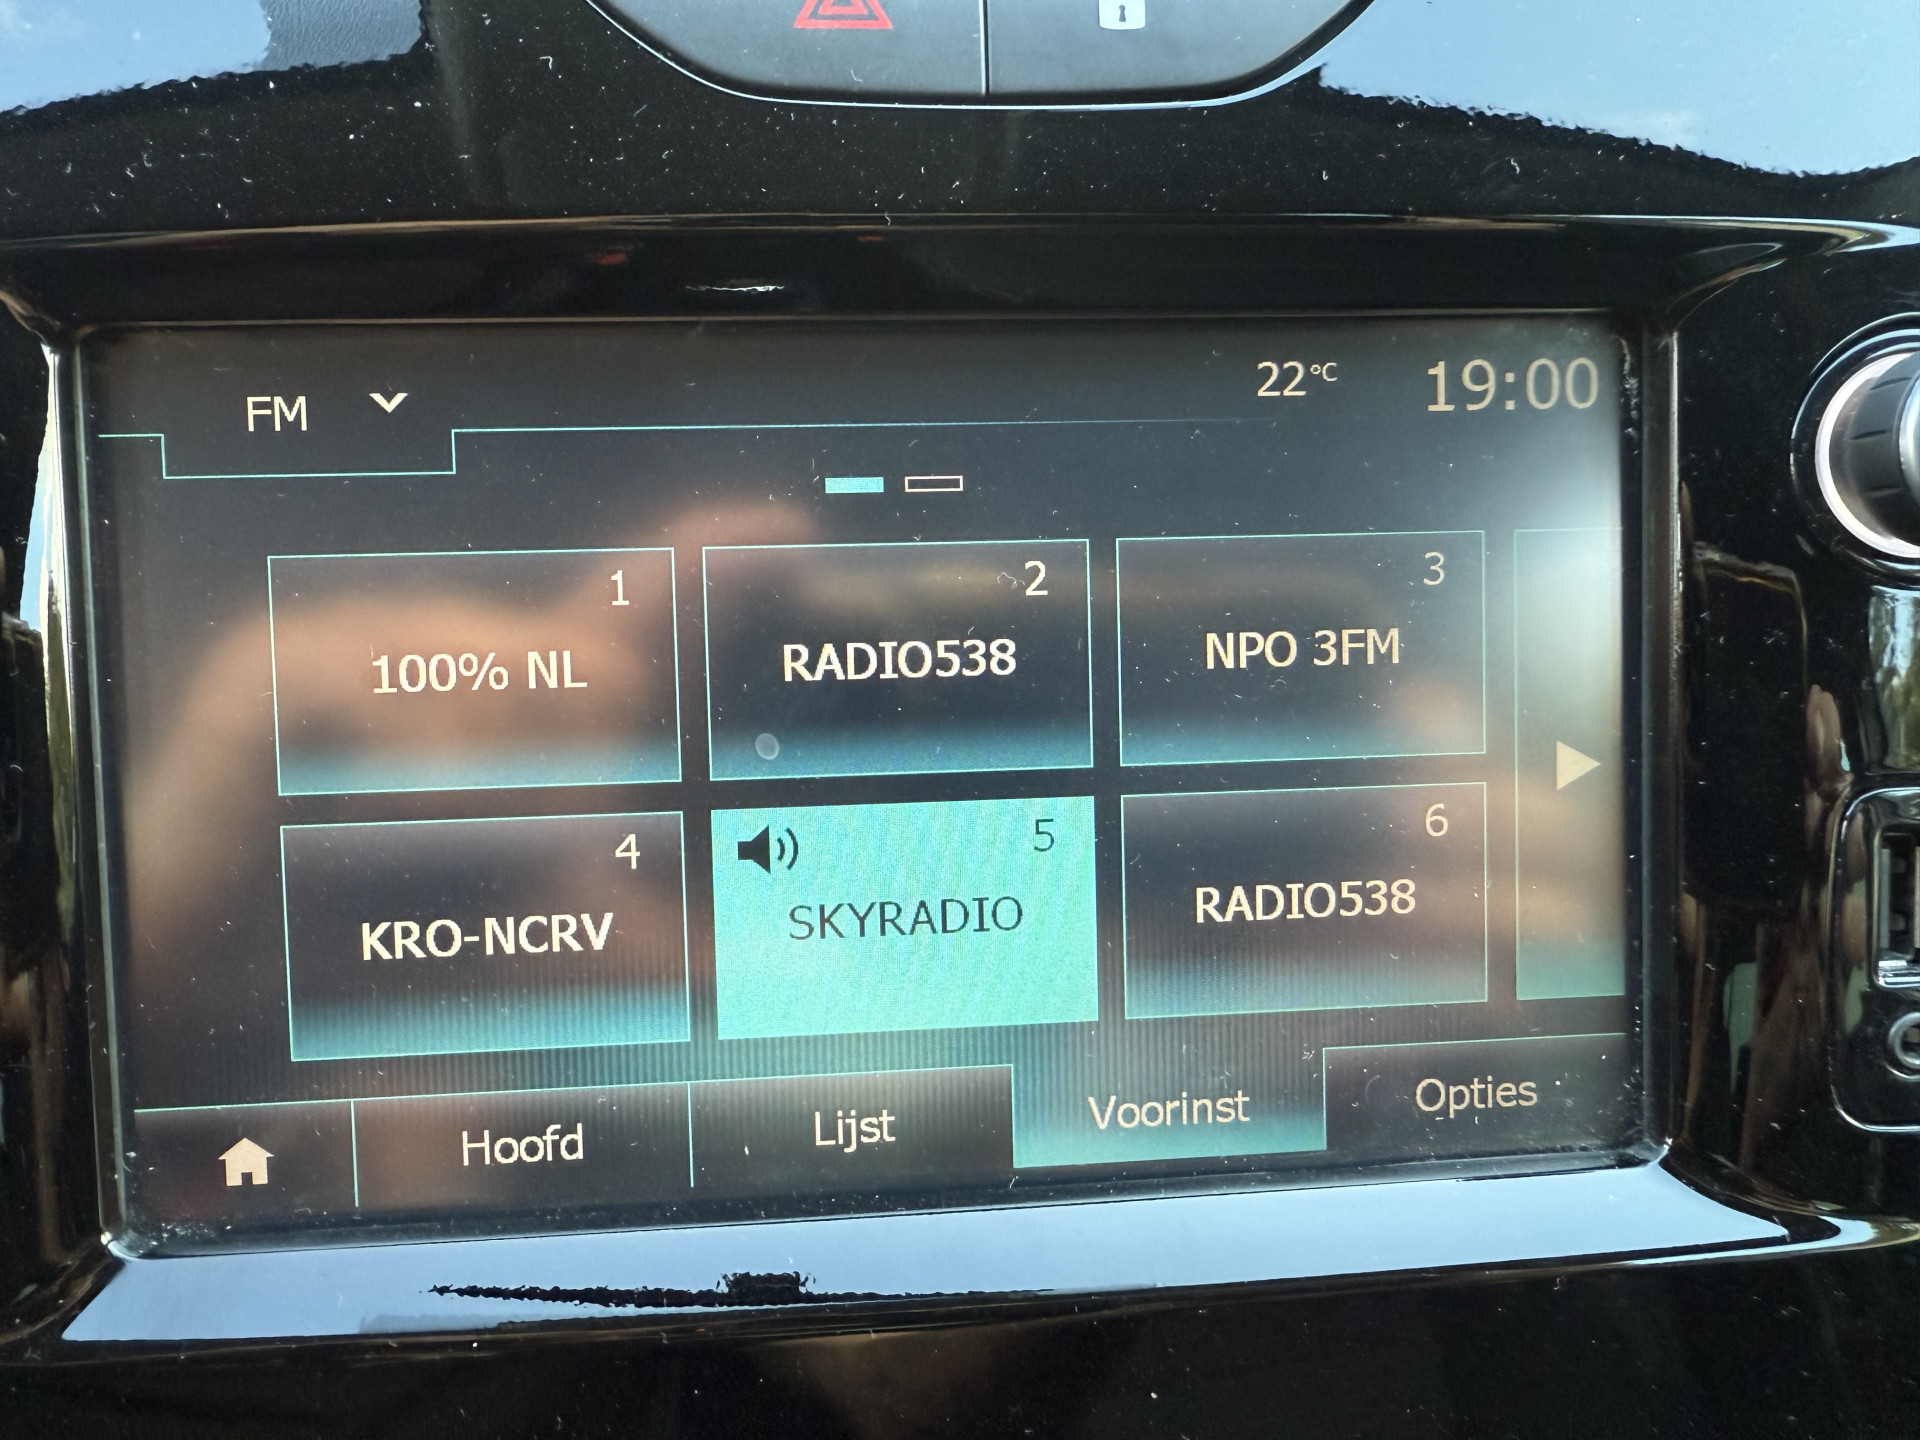 FM
22°C 19:00
1
100% NL
2
RADIO538
3
NPO 3FM
4
KRO-NCRV
5
SKYRADIO
6
RADIO538
Hoofd
Lijst
Voorinst
Opties